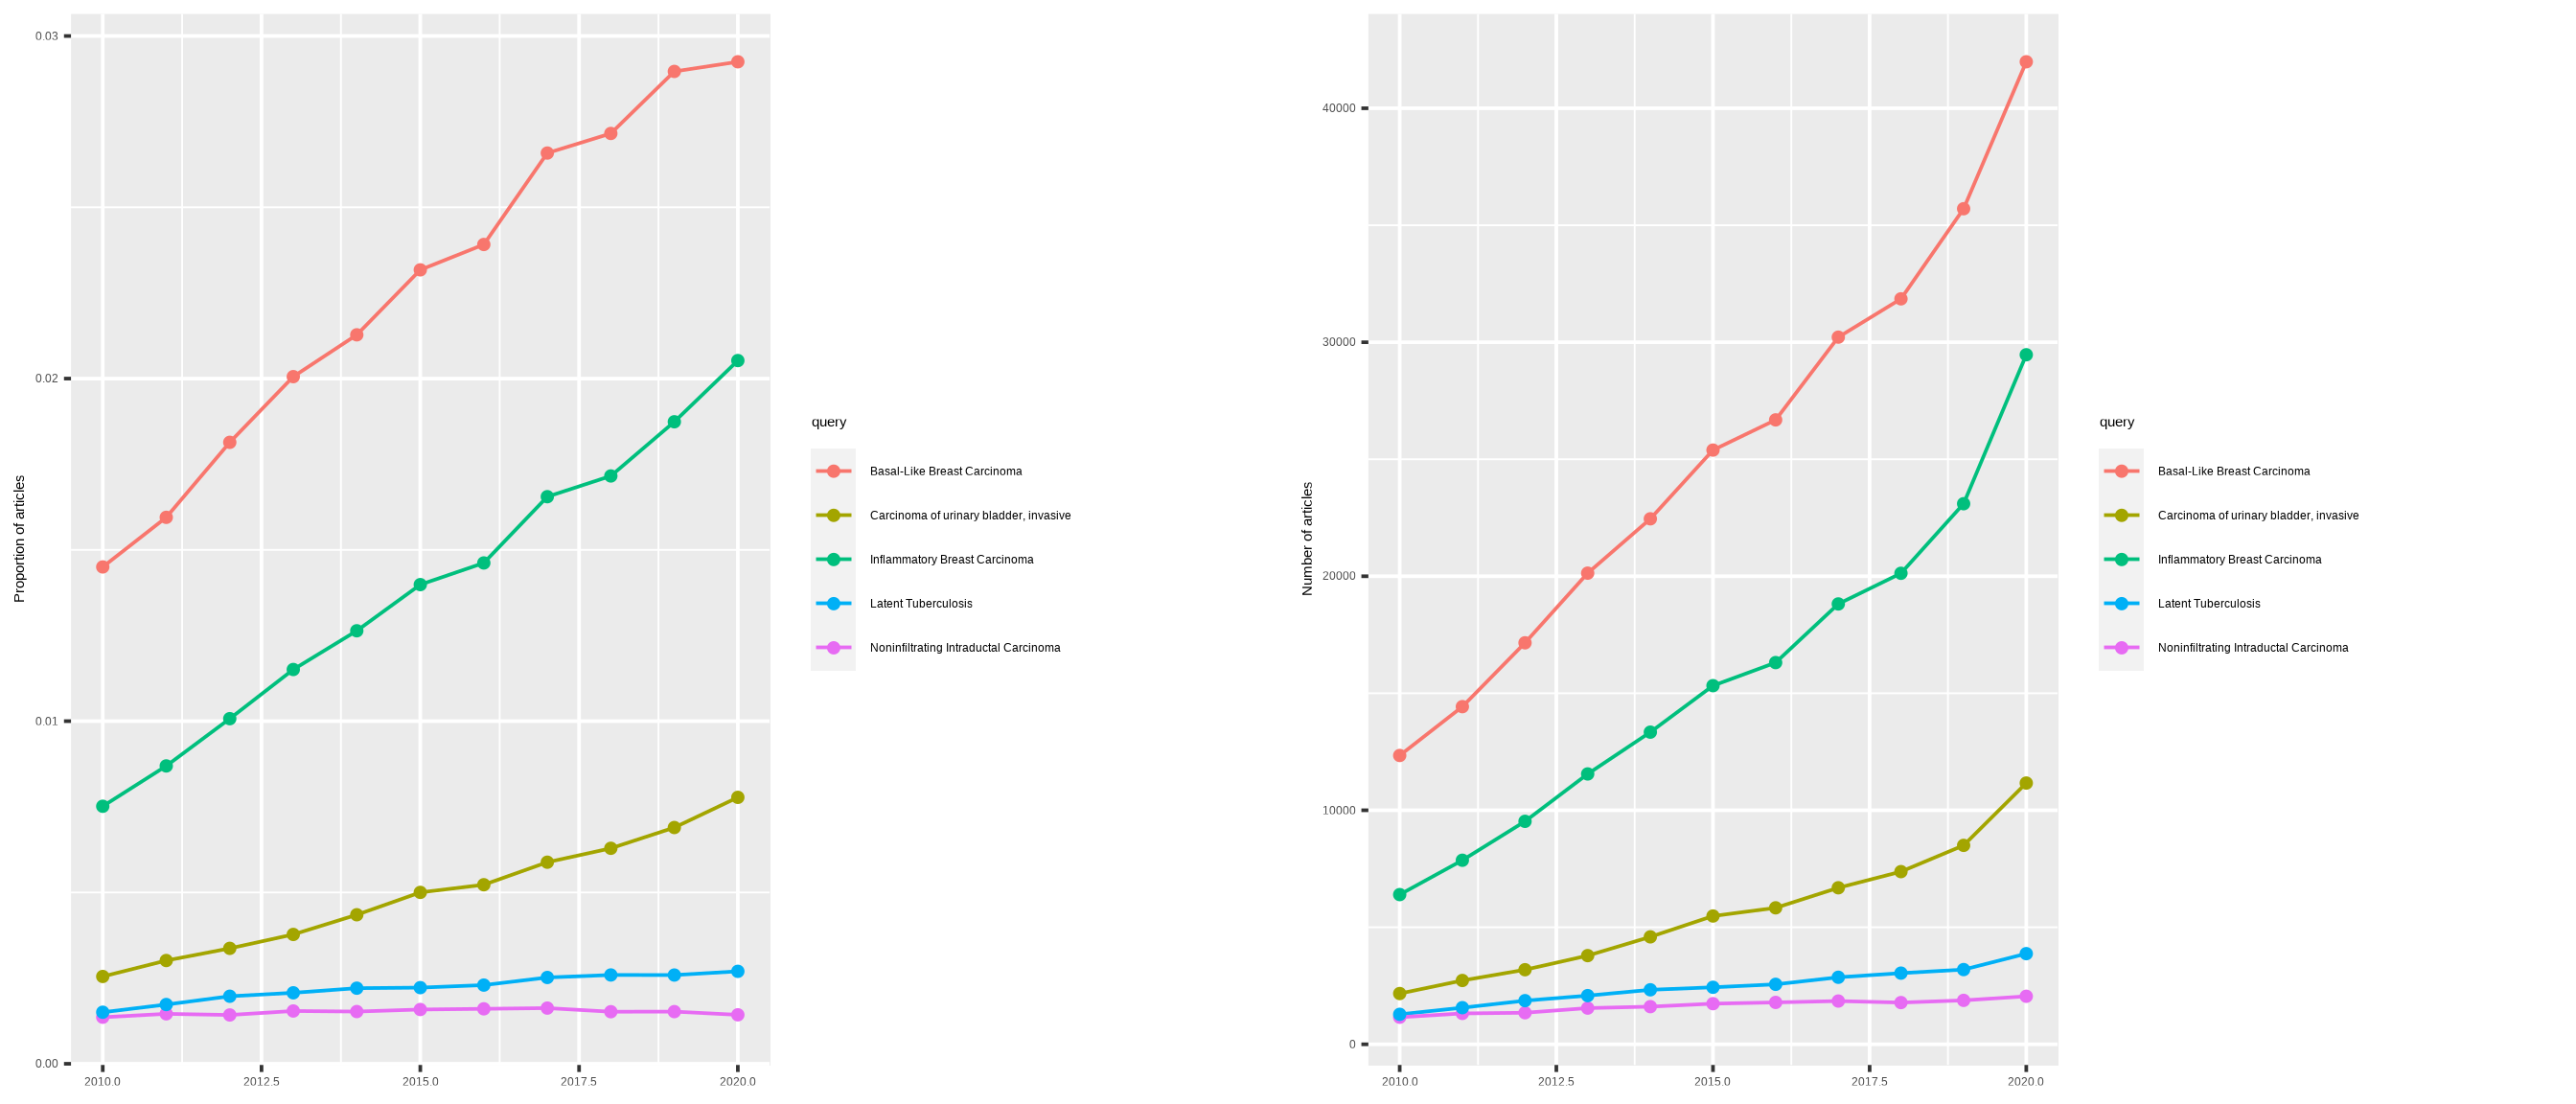 Proportion of articles
0.03
0.02
0.01
0.00
2010.0 2012.5 2015.0 2017.5 2020.0
query
Basal-Like Breast Carcinoma
Carcinoma of urinary bladder, invasive
Inflammatory Breast Carcinoma
Latent Tuberculosis
Noninfiltrating Intraductal Carcinoma
Number of articles
40000
30000
20000
10000
0
2010.0 2012.5 2015.0 2017.5 2020.0
query
Basal-Like Breast Carcinoma
Carcinoma of urinary bladder, invasive
Inflammatory Breast Carcinoma
Latent Tuberculosis
Noninfiltrating Intraductal Carcinoma